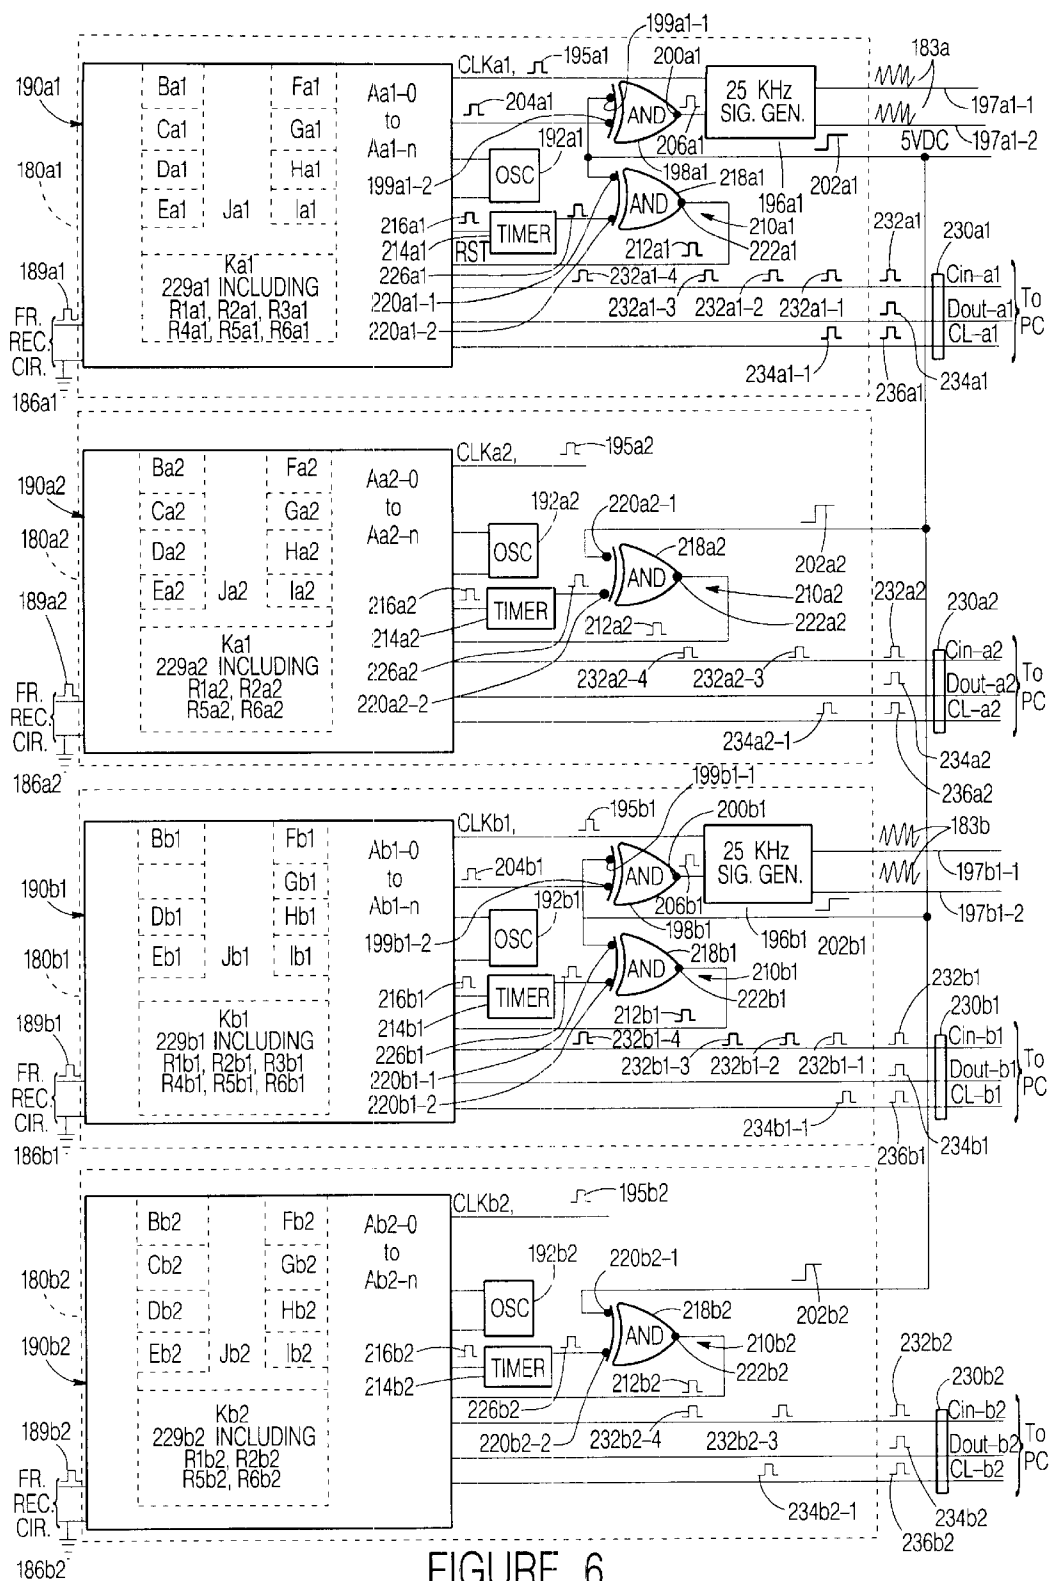 199a1-1
CLKa1,
195a1
200a1
183a
190a1
Ba1
Fa1
Aa1-0
204a1
25 KHz
SIG. GEN.
197a1-1
Ca1
Ga1
to
AND
206a1
5VDC
197a1-2
180a1
Da1
Ha1
Aa1-n
192a1
198a1
202a1
199a1-2
OSC
218a1
196a1
Ea1
Ja1
Ia1
AND
216a1
232a1
214a1
TIMER
210a1
230a1
RST
212a1
222a1
189a1
Ka1
226a1
232a1-4
Cin-a1
229a1 INCLUDING
220a1-1
232a1-3
232a1-2
232a1-1
FR.
R1a1, R2a1, R3a1
Dout-a1
To
REC.
R4a1, R5a1, R6a1
220a1-2
CL-a1
PC
CIR.
234a1-1
234a1
186a1
236a1
CLKa2,
195a2
190a2
Ba2
Fa2
Aa2-0
192a2
220a2-1
Ca2
Ga2
to
202a2
180a2
Da2
Ha2
Aa2-n
OSC
218a2
189a2
Ea2
Ja2
Ia2
AND
216a2
210a2
232a2
230a2
214a2
TIMER
212a2
222a2
Ka1
226a2
Cin-a2
229a2 INCLUDING
232a2-4
232a2-3
FR.
R1a2, R2a2
220a2-2
Dout-a2
To
REC.
R5a2, R6a2
CL-a2
PC
CIR.
234a2-1
234a2
186a2
199b1-1
236a2
CLKb1,
195b1
200b1
183b
190b1
Bb1
Fb1
Ab1-0
204b1
25 KHz
SIG. GEN.
197b1-1
Gb1
to
AND
206b1
197b1-2
Db1
Hb1
Ab1-n
192b1
198b1
196b1
202b1
199b1-2
OSC
218b1
180b1
Eb1
Jb1
Ib1
AND
210b1
232b1
216b1
TIMER
222b1
230b1
189b1
214b1
212b1
Kb1
226b1
232b1-4
Cin-b1
229b1 INCLUDING
232b1-3
232b1-2
232b1-1
FR.
R1b1, R2b1, R3b1
220b1-1
Dout-b1
To
REC.
R4b1, R5b1, R6b1
220b1-2
CL-b1
PC
CIR.
234b1-1
234b1
186b1
236b1
CLKb2,
195b2
Bb2
Fb2
Ab2-0
192b2
220b2-1
Cb2
Gb2
to
180b2
Ab2-n
202b2
Db2
Hb2
OSC
218b2
190b2
Eb2
Jb2
Ib2
216b2
AND
210b2
232b2
214b2
TIMER
222b2
230b2
212b2
Kb2
226b2
Cin-b2
229b2 INCLUDING
220b2-2
232b2-4
232b2-3
189b2
R1b2, R2b2
Dout-b2
To
FR.
R5b2, R6b2
CL-b2
PC
REC.
234b2-1
234b2
CIR.
236b2
186b2
FIGURE 6